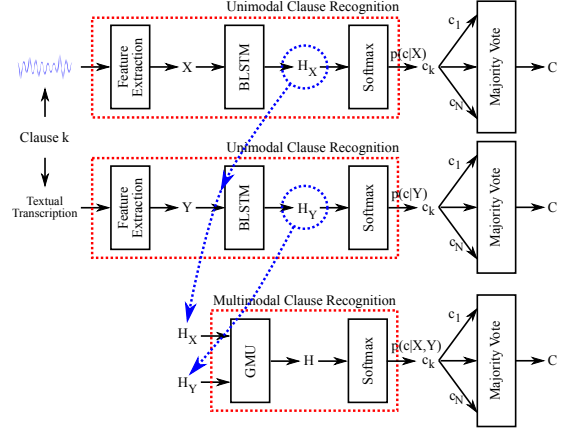 Unimodal Clause Recognition
Feature Extraction
X
BLSTM
H_X
Softmax
p(c|X)
c_k
c_1
c_N
Majority Vote
C
Clause k
Unimodal Clause Recognition
Textual
Transcription
Feature Extraction
Y
BLSTM
H_Y
Softmax
p(c|Y)
c_k
c_1
c_N
Majority Vote
C
Multimodal Clause Recognition
H_X
H_Y
GMU
H
Softmax
p(c|X,Y)
c_k
c_1
c_N
Majority Vote
C